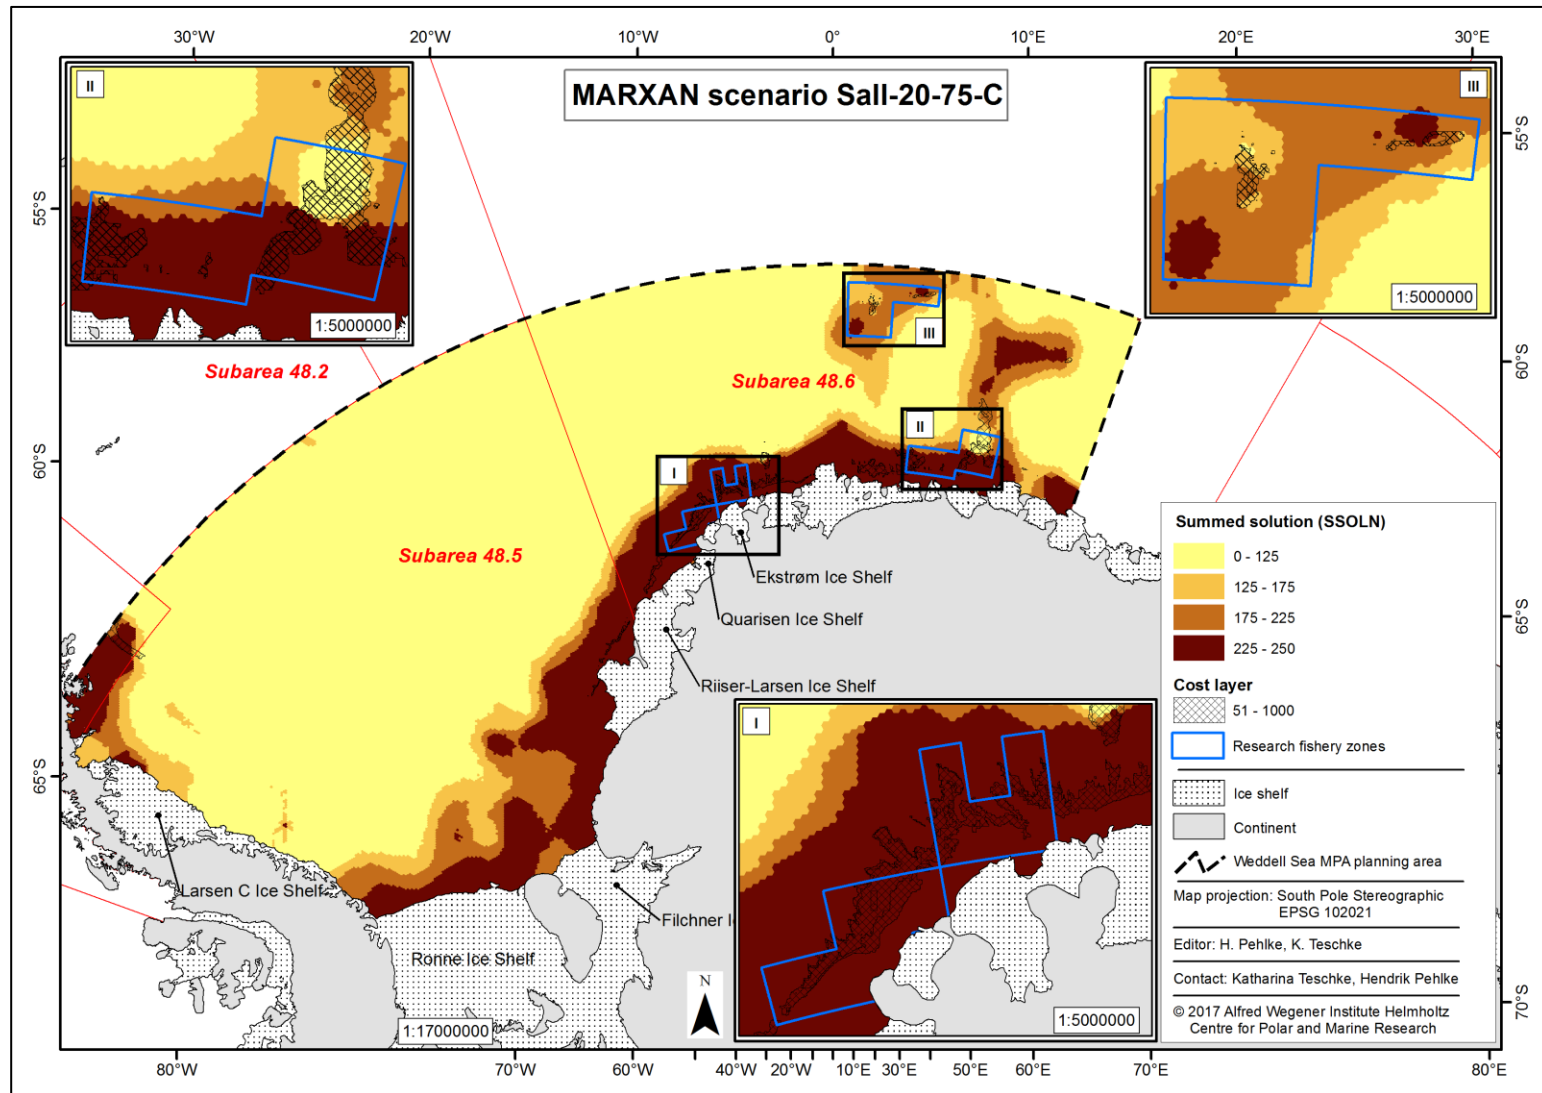 30°W
20°W
10°W
0°
10°E
20°E
30°E
MARXAN scenario Sall-20-75-C
II
1:5000000
III
1:5000000
55°S
60°S
65°S
55°S
60°S
65°S
70°S
Subarea 48.2
Subarea 48.6
Subarea 48.5
III
II
I
Ekstrøm Ice Shelf
Quarisen Ice Shelf
Riiser-Larsen Ice Shelf
Larsen C Ice Shelf
Filchner I
Ronne Ice Shelf
N
1:17000000
I
1:5000000
Summed solution (SSOLN)
0 - 125
125 - 175
175 - 225
225 - 250
Cost layer
51 - 1000
Research fishery zones
Ice shelf
Continent
Weddell Sea MPA planning area
Map projection: South Pole Stereographic
EPSG 102021
Editor: H. Pehlke, K. Teschke
Contact: Katharina Teschke, Hendrik Pehlke
© 2017 Alfred Wegener Institute Helmholtz
Centre for Polar and Marine Research
80°W
70°W
60°W
40°W
20°W
0°
10°E
30°E
50°E
60°E
70°E
80°E